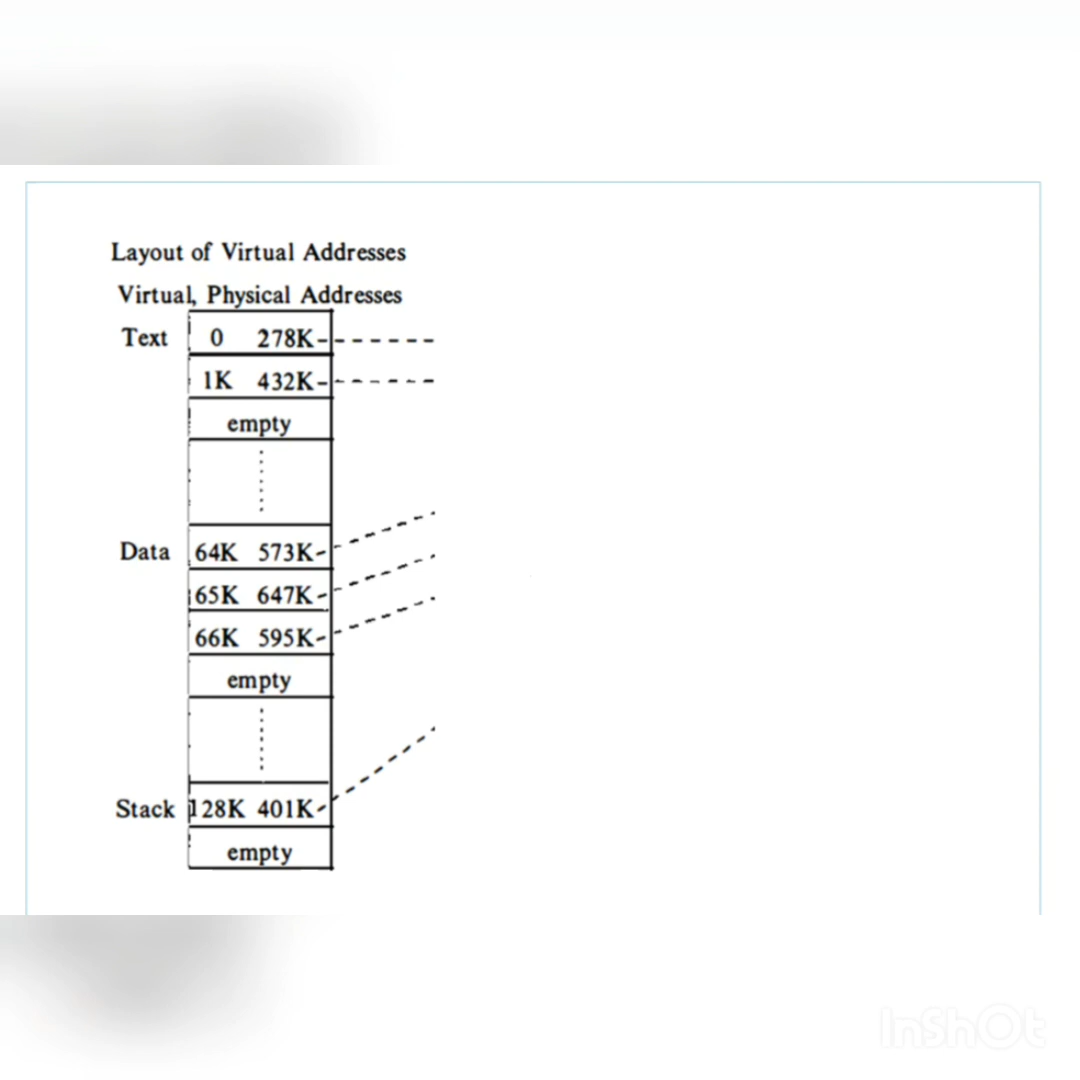 Layout of Virtual Addresses
Virtual, Physical Addresses
Text 0 278K
1K 432K
empty
Data 64K 573K
65K 647K
66K 595K
empty
Stack 128K 401K
empty
InShOt